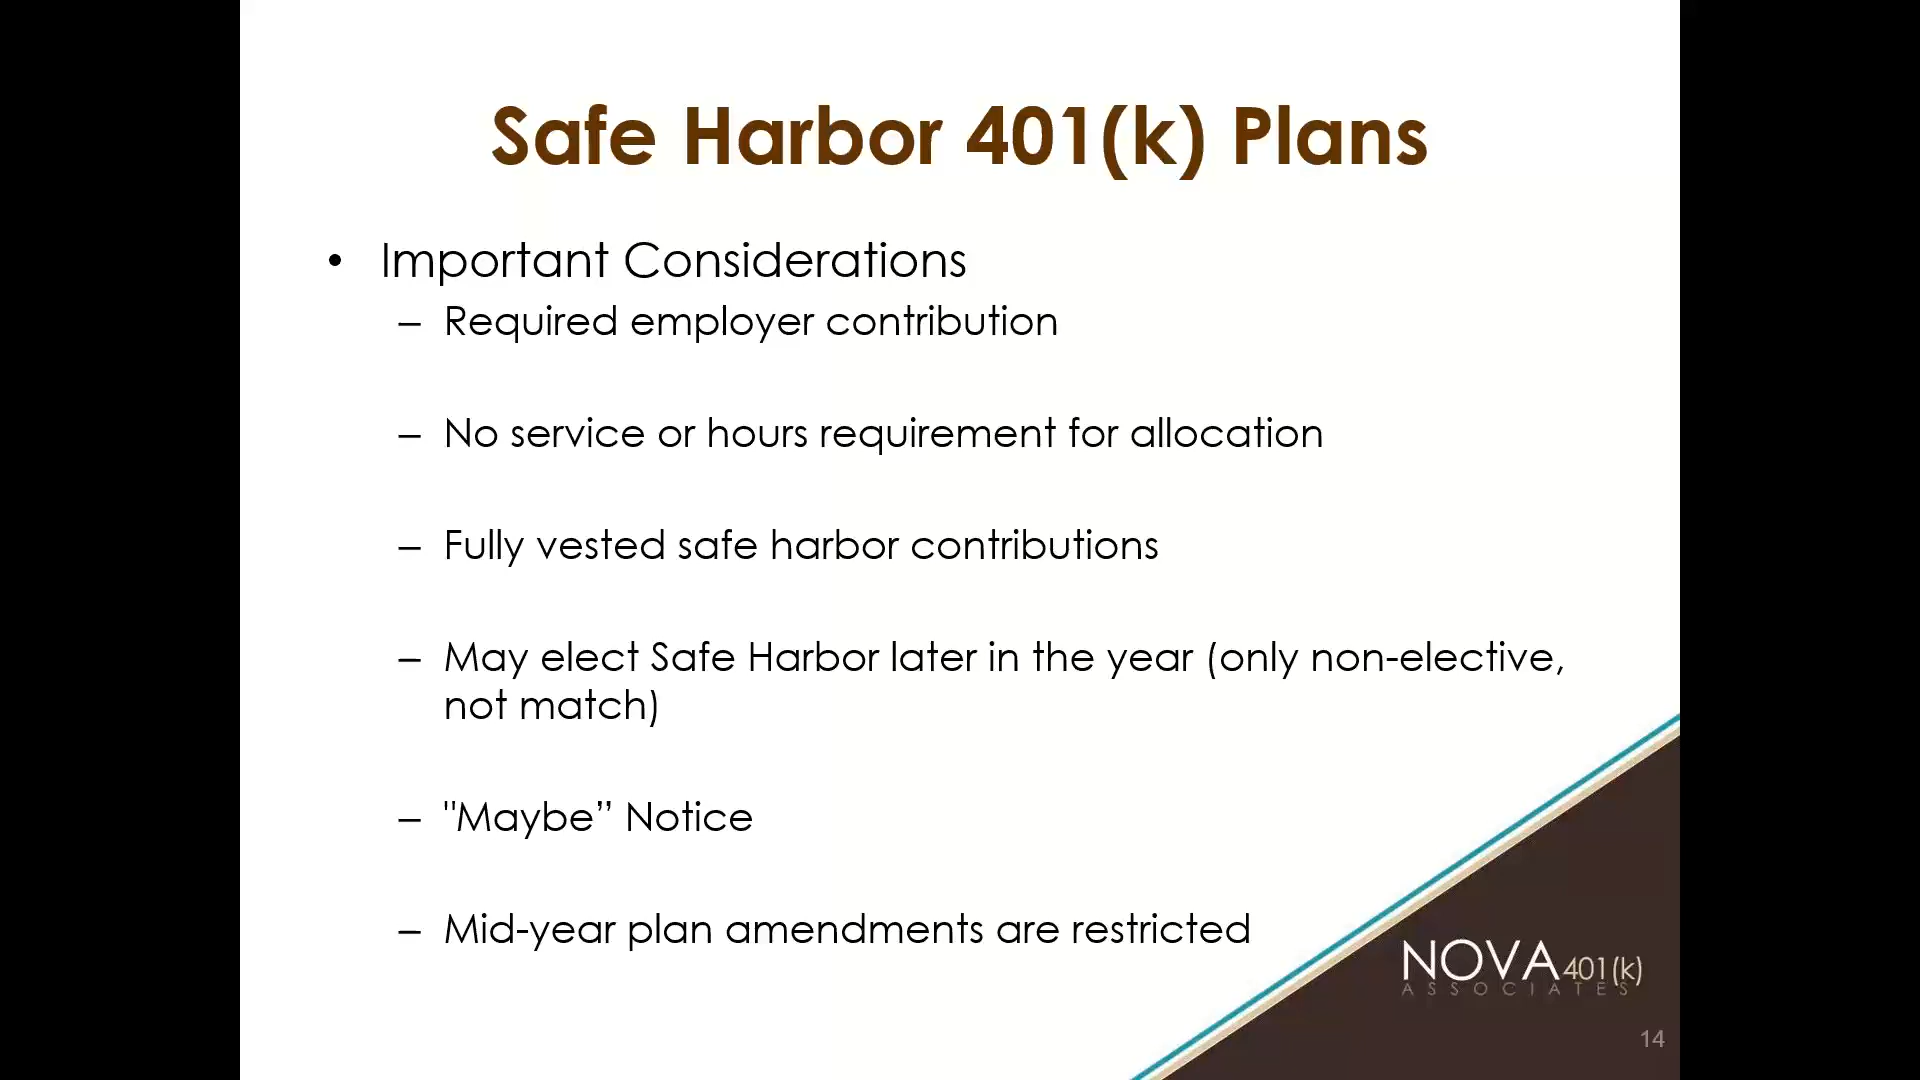 Safe Harbor 401(k) Plans
• Important Considerations
– Required employer contribution
– No service or hours requirement for allocation
– Fully vested safe harbor contributions
– May elect Safe Harbor later in the year (only non-elective,
not match)
– "Maybe” Notice
– Mid-year plan amendments are restricted
NOVA 401(k)
ASSOCIATES
14